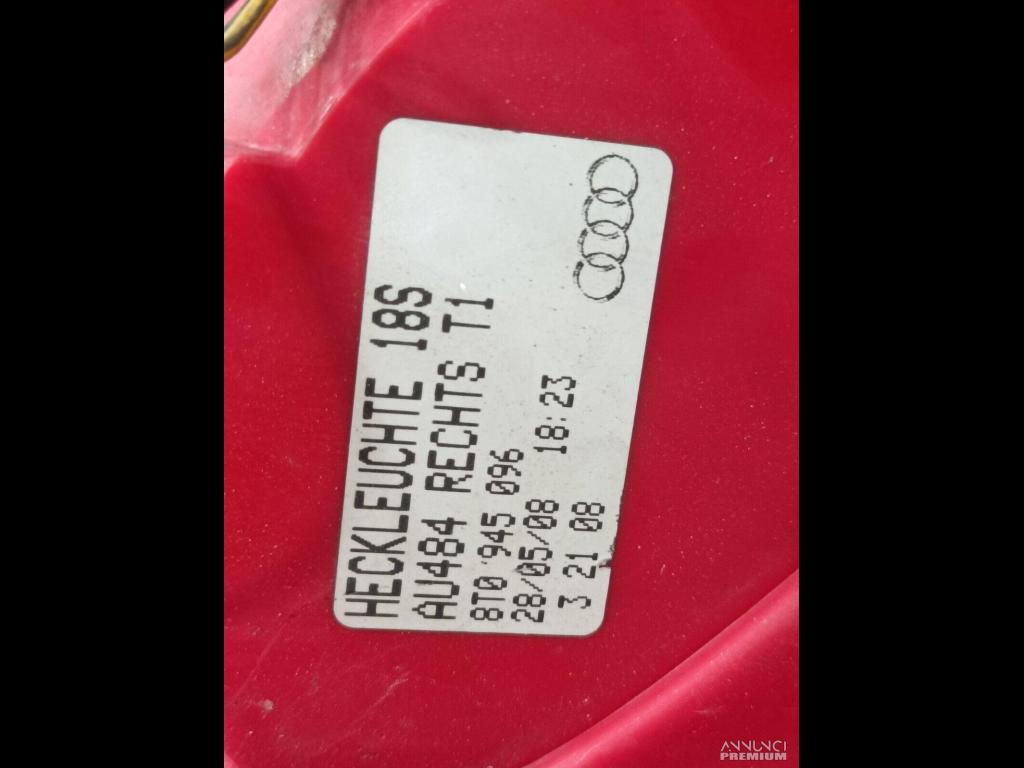 HECKLEUCHTE 18S
AU484 RECHTS T1
8T0 945 096
28/05/08 18:23
3 21 08
ANNUNCI
PREMIUM